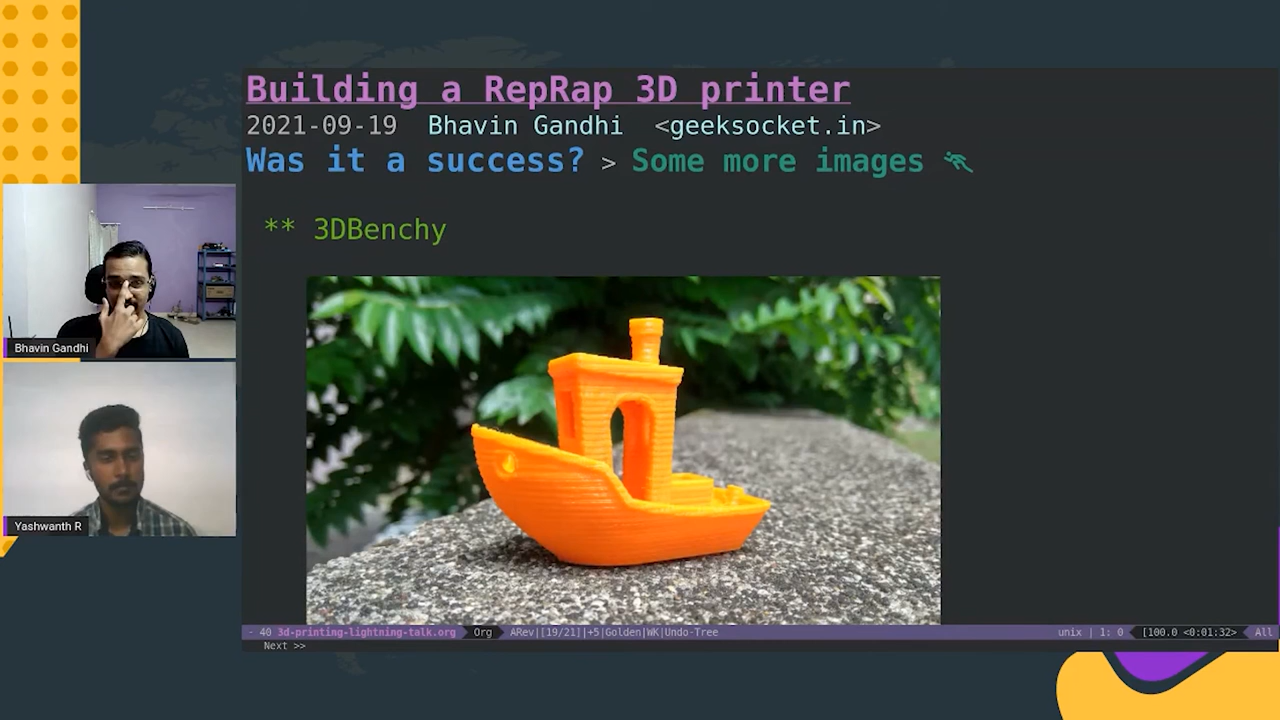 Building a RepRap 3D printer
2021-09-19 Bhavin Gandhi <geeksocket.in>
Was it a success? > Some more images
** 3DBenchy
Bhavin Gandhi
Yashwanth R
- 40 3d-printing-lightning-talk.org Org ARev|[19/21]|+5|Golden|WK|Undo-Tree unix | 1: 0 [100.0 <0:01:32> All
Next >>